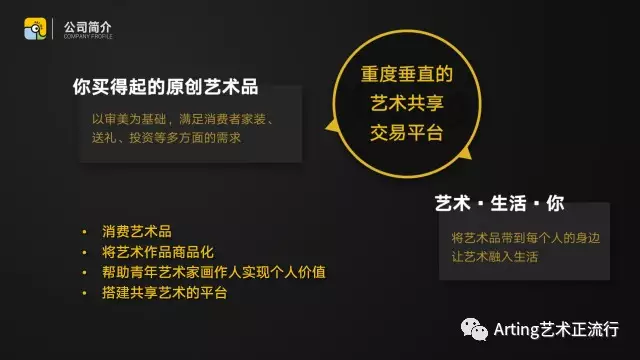 公司简介
COMPANY PROFILE
你买得起的原创艺术品
以审美为基础，满足消费者家装、
送礼、投资等多方面的需求
重度垂直的
艺术共享
交易平台
艺术·生活·你
将艺术品带到每个人的身边
让艺术融入生活
• 消费艺术品
• 将艺术作品商品化
• 帮助青年艺术家画作人实现个人价值
• 搭建共享艺术的平台
Arting艺术正流行